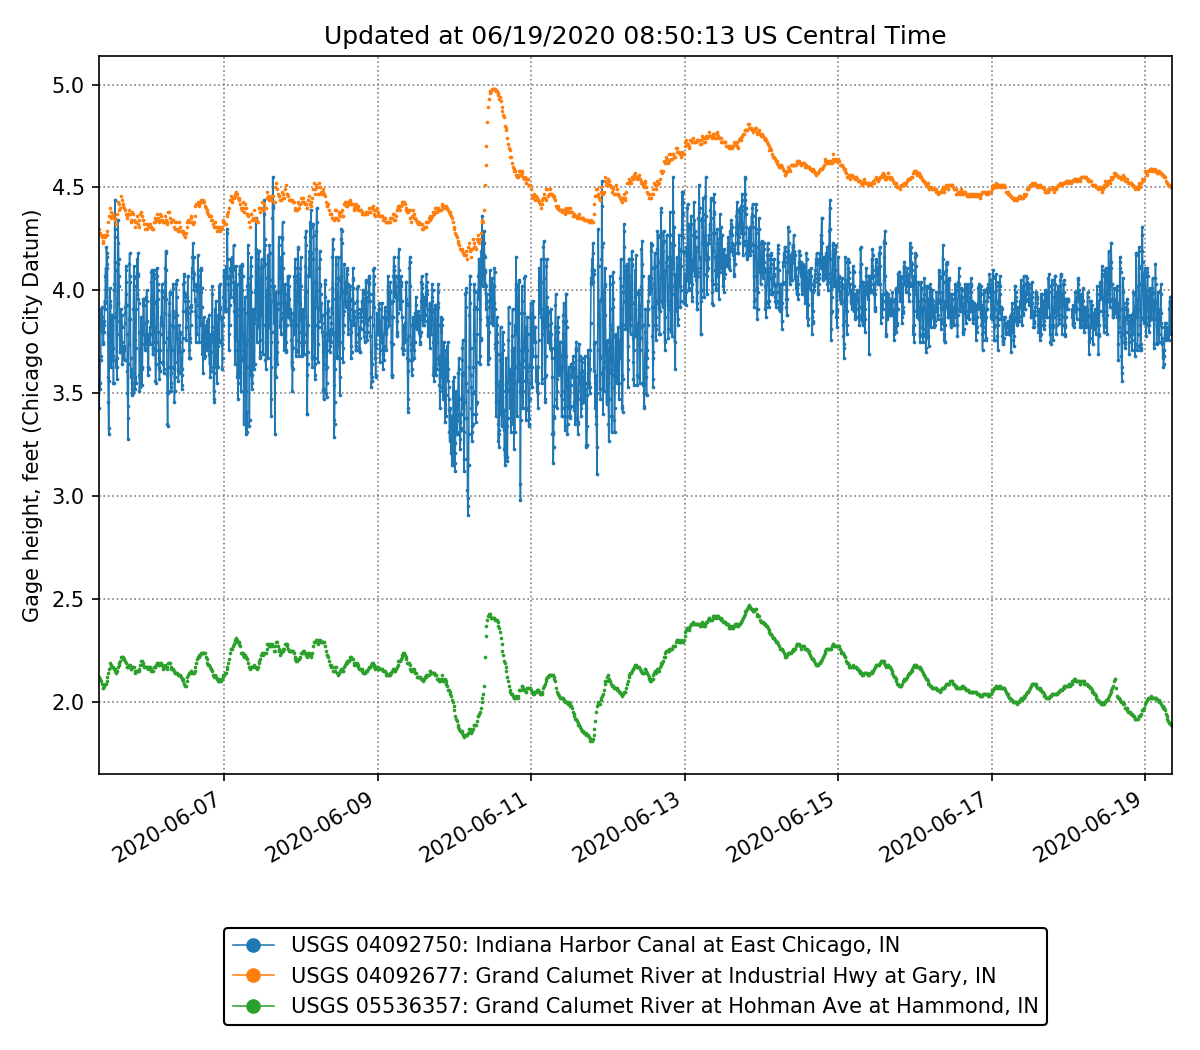 Updated at 06/19/2020 08:50:13 US Central Time
Gage height, feet (Chicago City Datum)
5.0
4.5
4.0
3.5
3.0
2.5
2.0
2020-06-07
2020-06-09
2020-06-11
2020-06-13
2020-06-15
2020-06-17
2020-06-19
USGS 04092750: Indiana Harbor Canal at East Chicago, IN
USGS 04092677: Grand Calumet River at Industrial Hwy at Gary, IN
USGS 05536357: Grand Calumet River at Hohman Ave at Hammond, IN